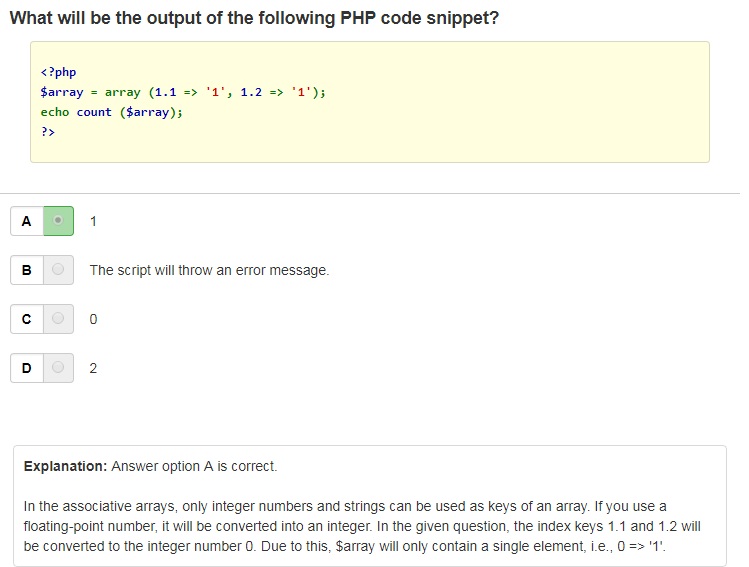 What will be the output of the following PHP code snippet?
<?php
$array = array (1.1 => '1', 1.2 => '1');
echo count ($array);
?>
A 1
B The script will throw an error message.
C 0
D 2
Explanation: Answer option A is correct.
In the associative arrays, only integer numbers and strings can be used as keys of an array. If you use a
floating-point number, it will be converted into an integer. In the given question, the index keys 1.1 and 1.2 will
be converted to the integer number 0. Due to this, $array will only contain a single element, i.e., 0 => '1'.